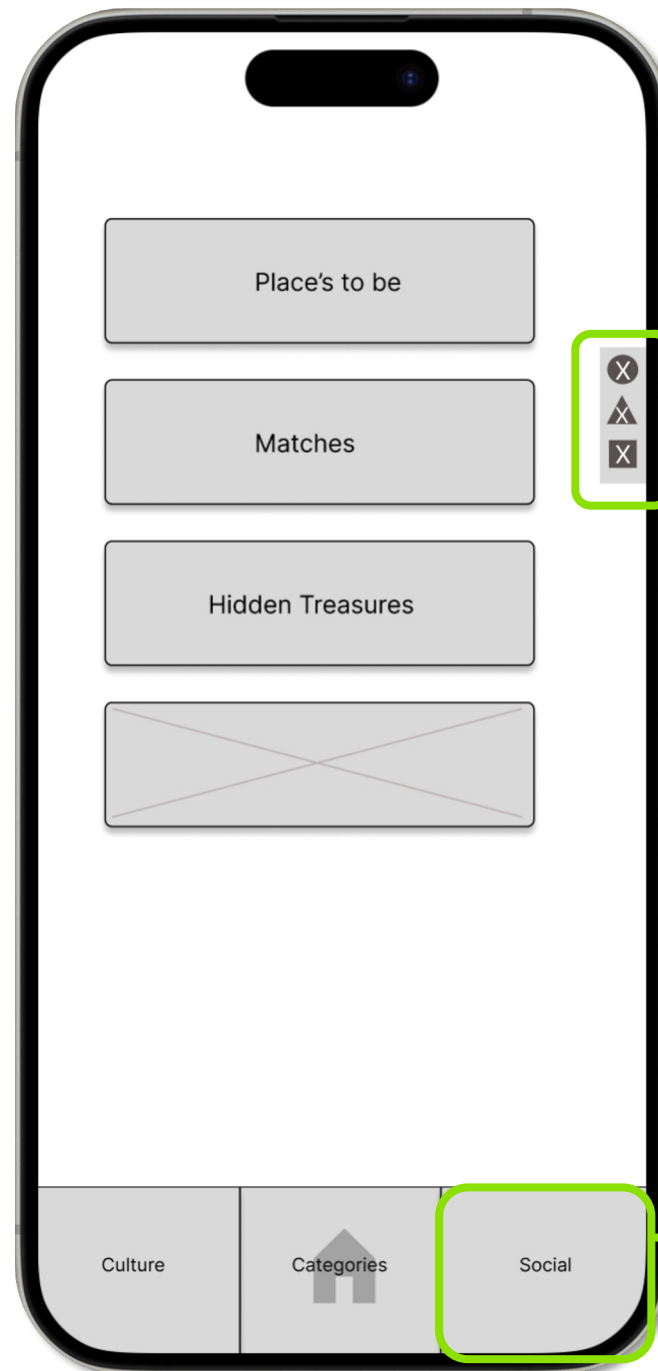 Place’s to be
X
Matches
X
X
Hidden Treasures
Culture
Categories
Social